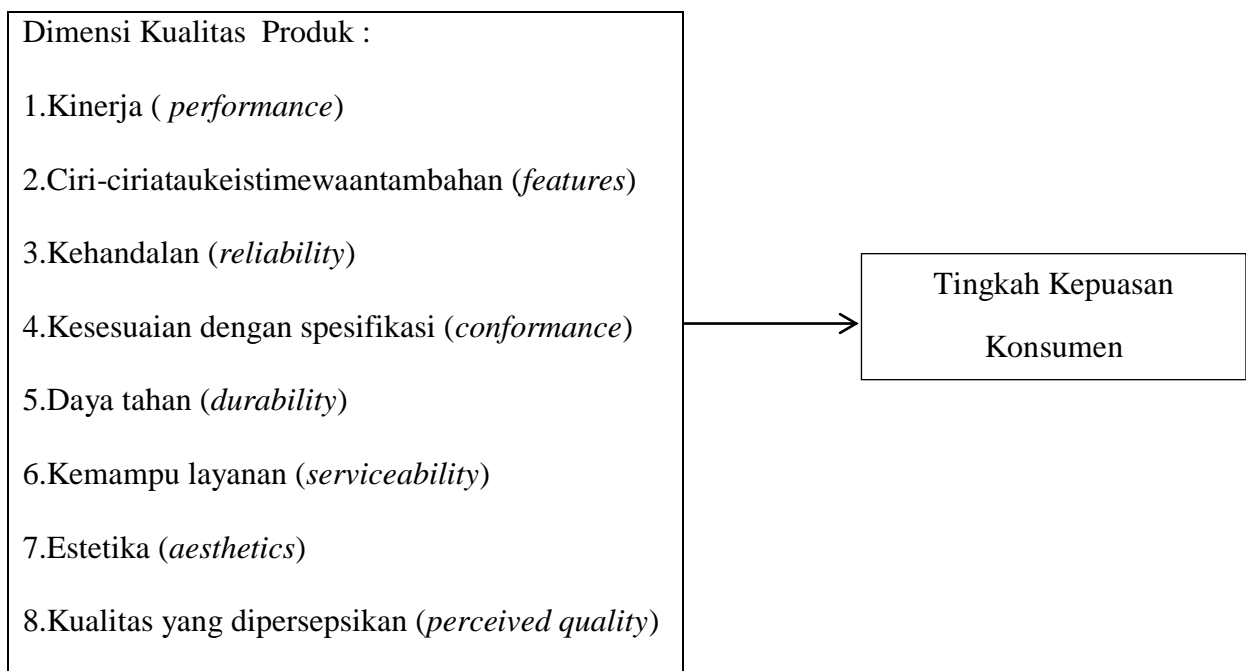 Dimensi Kualitas  Produk :
1.Kinerja ( performance)
2.Ciri-ciriataukeistimewaantambahan (features)
3.Kehandalan (reliability)
4.Kesesuaian dengan spesifikasi (conformance)
5.Daya tahan (durability)
6.Kemampu layanan (serviceability)
7.Estetika (aesthetics)
8.Kualitas yang dipersepsikan (perceived quality)
Tingkah Kepuasan
Konsumen